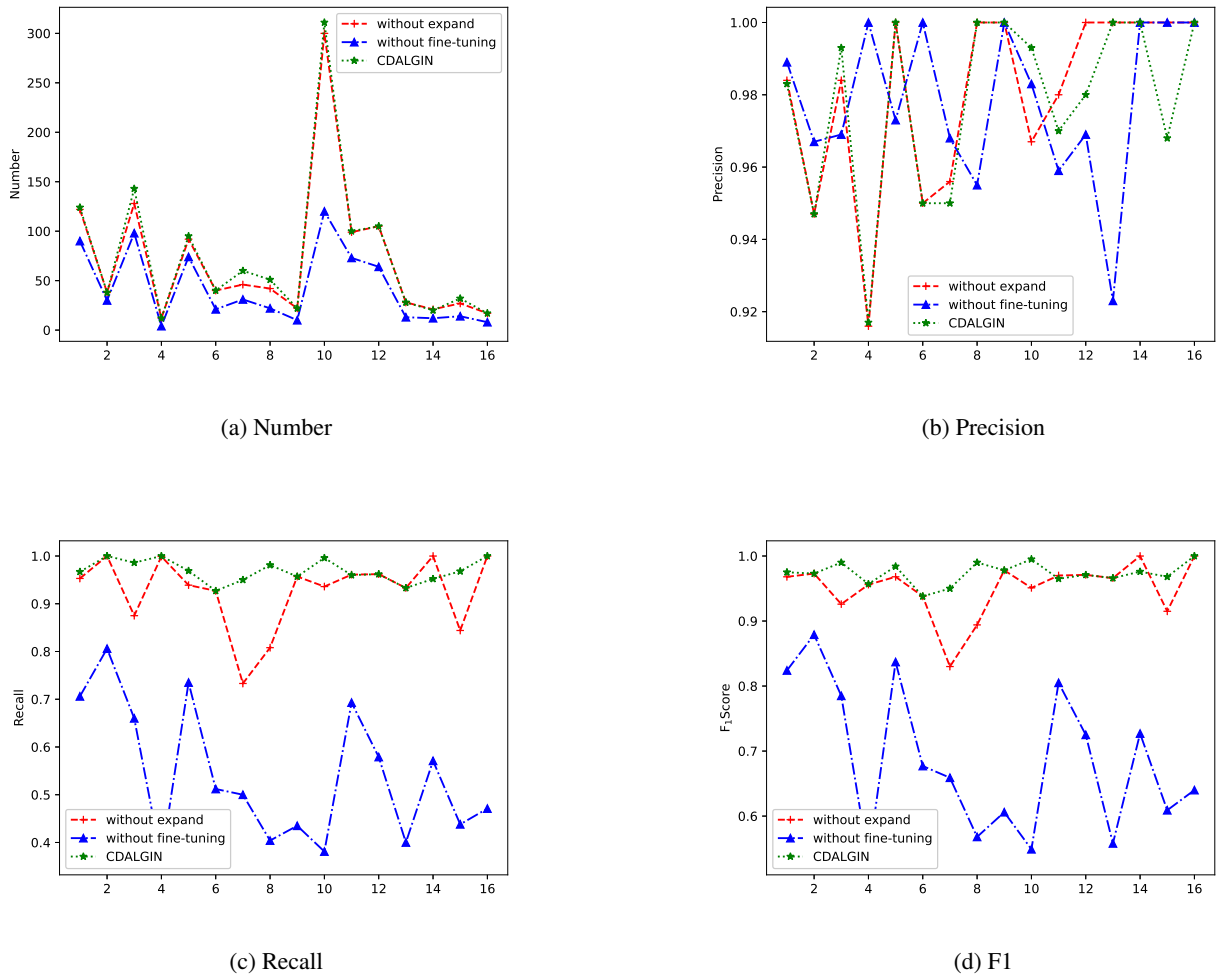 300
250
200
150
100
50
0
Number
2 4 6 8 10 12 14 16
without expand
without fine-tuning
CDALGIN
(a) Number
1.00
0.98
0.96
0.94
0.92
Precision
2 4 6 8 10 12 14 16
without expand
without fine-tuning
CDALGIN
(b) Precision
1.0
0.9
0.8
0.7
0.6
0.5
0.4
Recall
2 4 6 8 10 12 14 16
without expand
without fine-tuning
CDALGIN
(c) Recall
1.0
0.9
0.8
0.7
0.6
F₁Score
2 4 6 8 10 12 14 16
without expand
without fine-tuning
CDALGIN
(d) F1